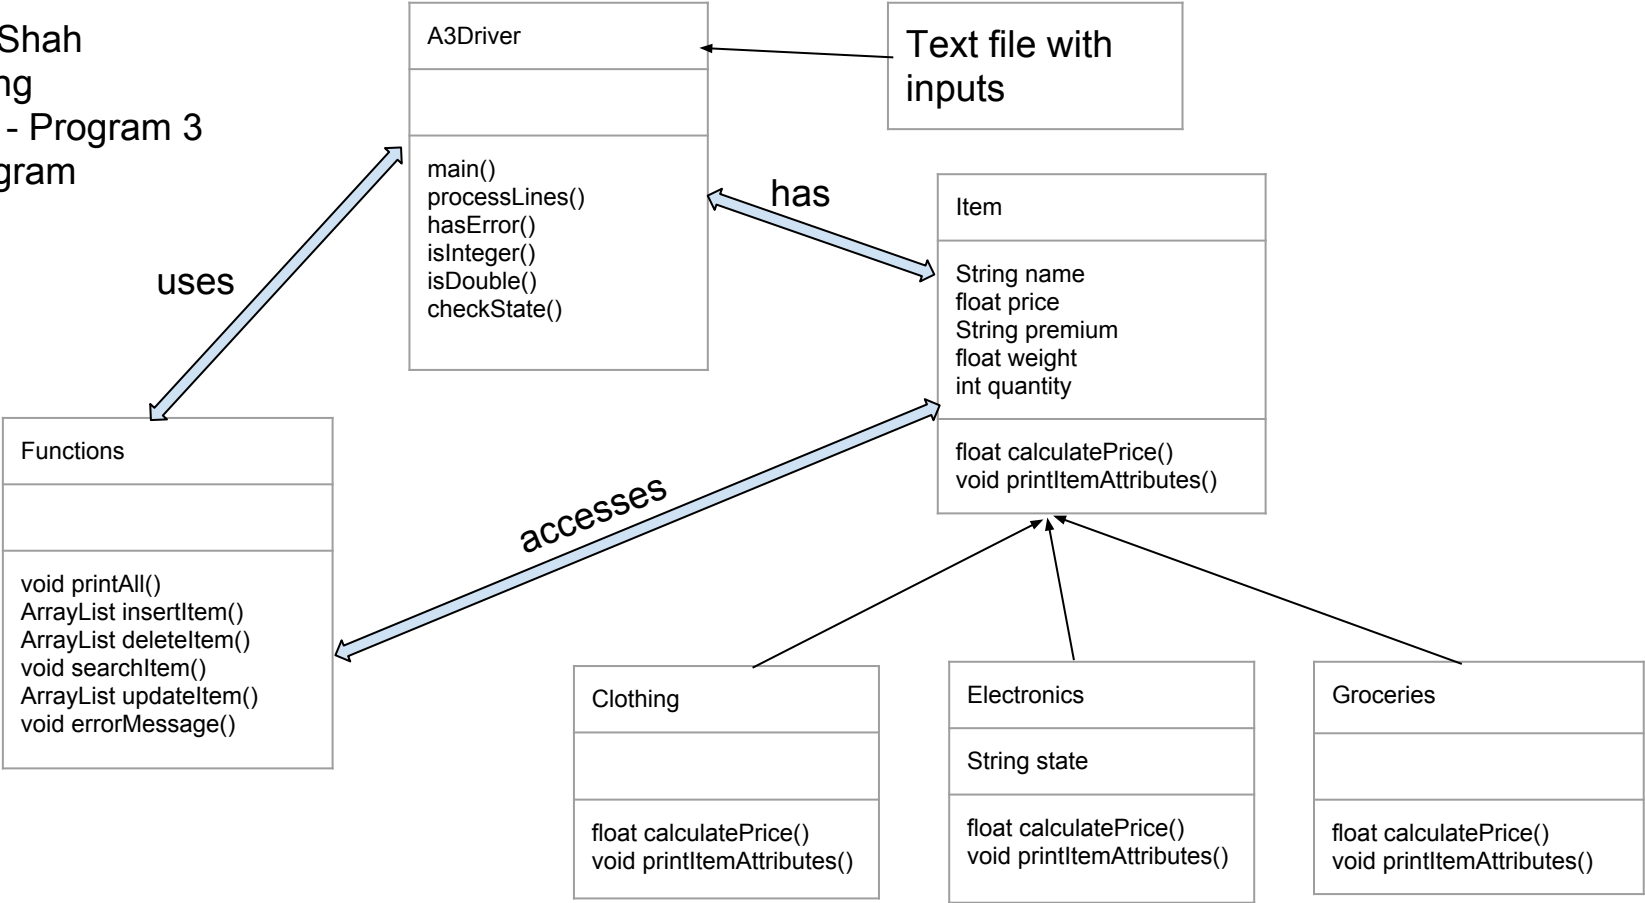 Shah
- Program 3
A3Driver
main()
processLines()
hasError()
isInteger()
isDouble()
checkState()
Text file with
inputs
has
uses
accesses
Item
String name
float price
String premium
float weight
int quantity
float calculatePrice()
void printItemAttributes()
Functions
void printAll()
ArrayList insertItem()
ArrayList deleteItem()
void searchItem()
ArrayList updateItem()
void errorMessage()
Clothing
float calculatePrice()
void printItemAttributes()
Electronics
String state
float calculatePrice()
void printItemAttributes()
Groceries
float calculatePrice()
void printItemAttributes()